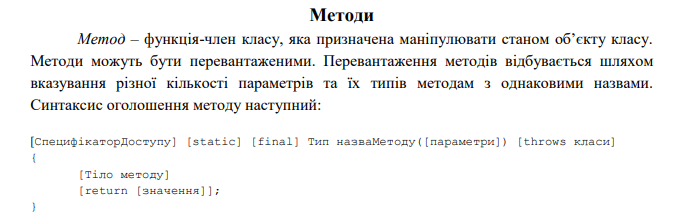 Методи
Метод – функція-член класу, яка призначена маніпулювати станом об’єкту класу.
Методи можуть бути перевантаженими. Перевантаження методів відбувається шляхом
вказування різної кількості параметрів та їх типів методам з однаковими назвами.
Синтаксис оголошення методу наступний:
[СпецифікаторДоступу] [static] [final] Тип назваМетоду([параметри]) [throws класи]
{
[Тіло методу]
[return [значення]];
}